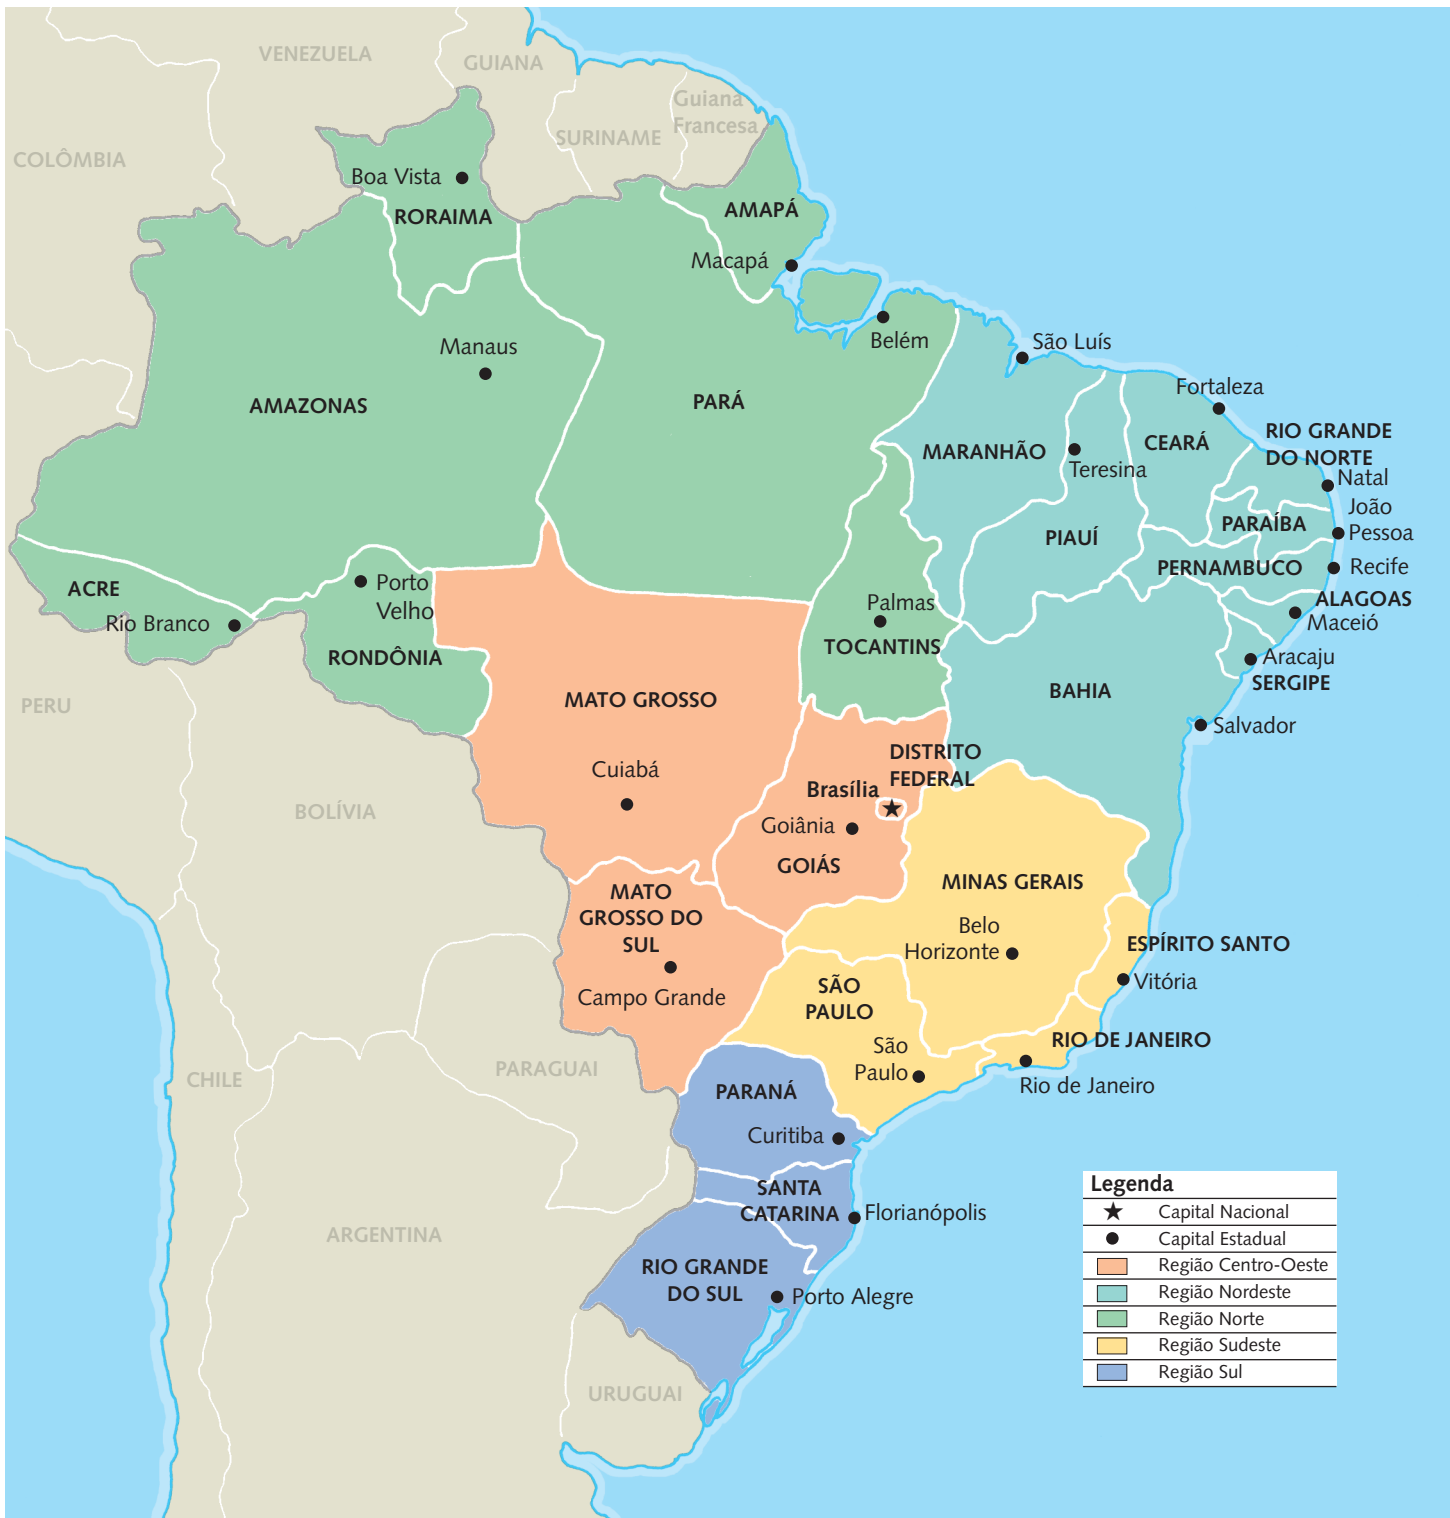 VENEZUELA
GUIANA
Guiana
Francesa
SURINAME
COLÔMBIA
Boa Vista
RORAIMA
AMAPÁ
Macapá
Belém
Manaus
São Luís
AMAZONAS
PARÁ
Fortaleza
MARANHÃO
CEARÁ
RIO GRANDE
DO NORTE
Teresina
Natal
João
Pessoa
PARAÍBA
PIAUÍ
PERNAMBUCO
Recife
ACRE
Porto
Velho
Rio Branco
Palmas
ALAGOAS
Maceió
TOCANTINS
RONDÔNIA
Aracaju
SERGIPE
MATO GROSSO
BAHIA
PERU
Salvador
DISTRITO
FEDERAL
Cuiabá
Brasília
BOLÍVIA
Goiânia
GOIÁS
MINAS GERAIS
MATO
GROSSO DO
SUL
Belo
Horizonte
ESPÍRITO SANTO
Vitória
Campo Grande
SÃO
PAULO
RIO DE JANEIRO
São
Paulo
Rio de Janeiro
PARAGUAI
CHILE
PARANÁ
Curitiba
SANTA
CATARINA
Florianópolis
ARGENTINA
RIO GRANDE
DO SUL
Porto Alegre
URUGUAI
Legenda
Capital Nacional
Capital Estadual
Região Centro-Oeste
Região Nordeste
Região Norte
Região Sudeste
Região Sul